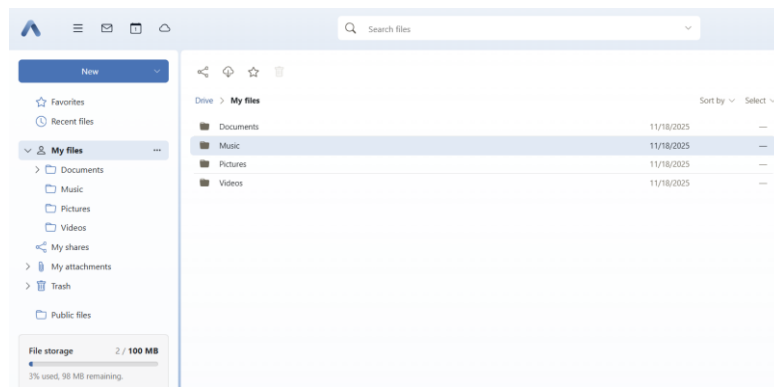 Search files
New
Favorites
Recent files
My files
Documents
Music
Pictures
Videos
My shares
My attachments
Trash
Public files
File storage 2 / 100 MB
3% used, 98 MB remaining.
Drive > My files Sort by Select
Documents 11/18/2025 —
Music 11/18/2025 —
Pictures 11/18/2025 —
Videos 11/18/2025 —